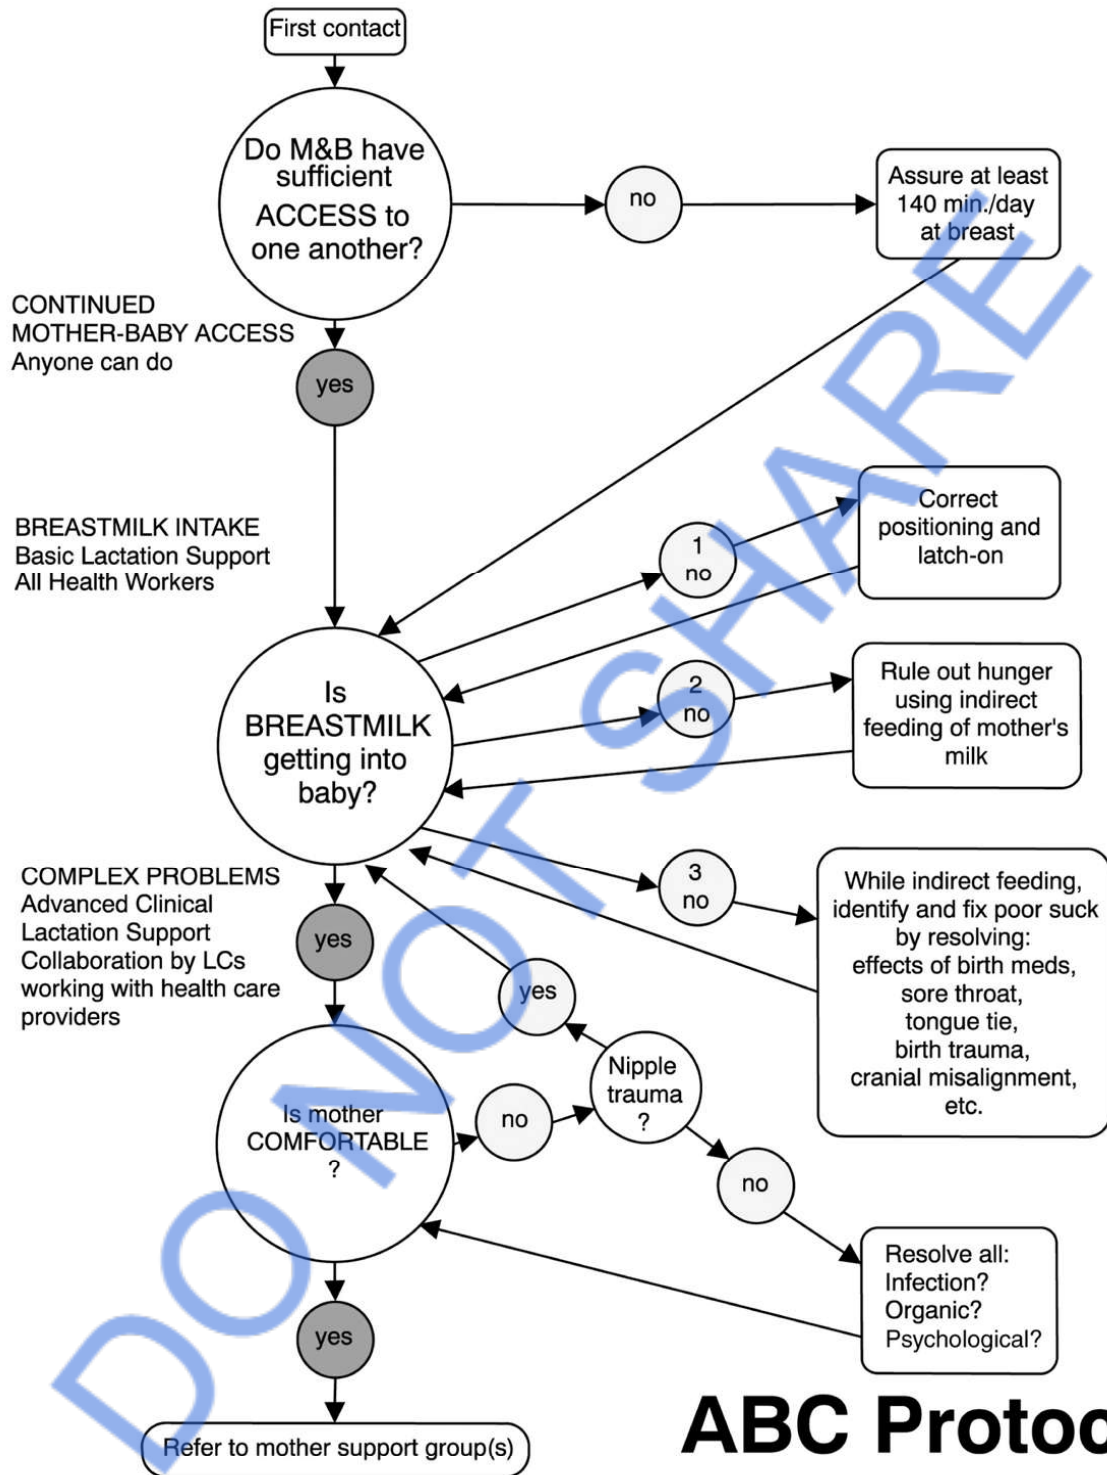 First contact
Do M&B have
sufficient
ACCESS to
one another?
no
Assure at least
140 min./day
at breast
CONTINUED
MOTHER-BABY ACCESS
Anyone can do
yes
BREASTMILK INTAKE
Basic Lactation Support
All Health Workers
1
no
Correct
positioning and
latch-on
Is
BREASTMILK
getting into
baby?
2
no
Rule out hunger
using indirect
feeding of mother's
milk
3
no
While indirect feeding,
identify and fix poor suck
by resolving:
effects of birth meds,
sore throat,
tongue tie,
birth trauma,
cranial misalignment,
etc.
COMPLEX PROBLEMS
Advanced Clinical
Lactation Support
Collaboration by LCs
working with health care
providers
yes
yes
Is mother
COMFORTABLE
?
no
Nipple
trauma
?
no
Resolve all:
Infection?
Organic?
Psychological?
yes
Refer to mother support group(s)
ABC Protoc
DO NOT SHARE